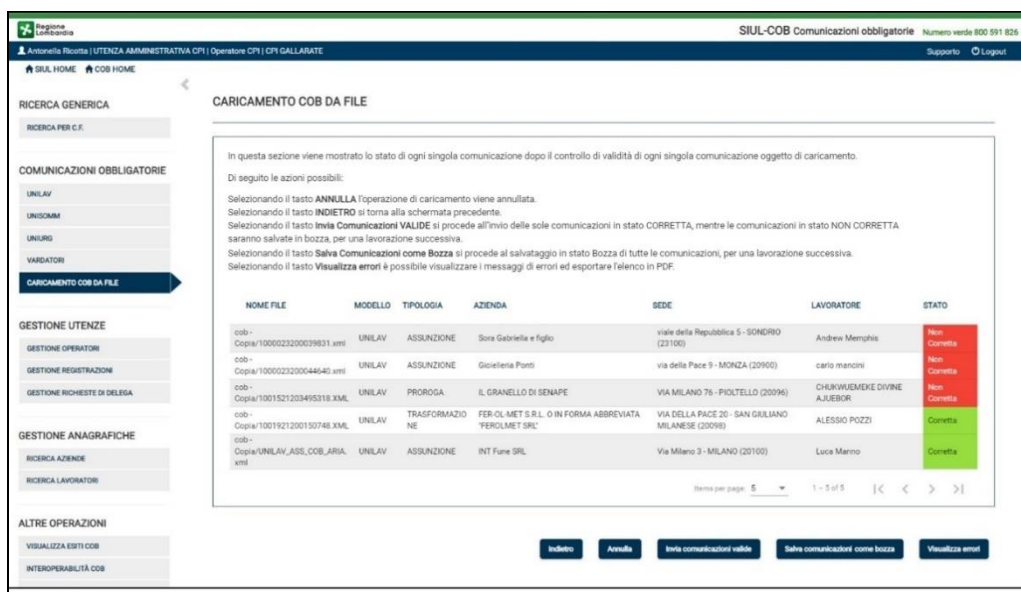 Regione
Lombardia
SIUL-COB Comunicazioni obbligatorie Numero verde 800 591 826
Antonella Ricotta | UTENZA AMMINISTRATIVA CPI | Operatore CPI | CPI GALLARATE
Supporto Logout
SIUL HOME COB HOME
RICERCA GENERICA
RICERCA PER C.F.
COMUNICAZIONI OBBLIGATORIE
UNILAV
UNISOMM
UNIURG
VARDATORI
CARICAMENTO COB DA FILE
GESTIONE UTENZE
GESTIONE OPERATORI
GESTIONE REGISTRAZIONI
GESTIONE RICHIESTE DI DELEGA
GESTIONE ANAGRAFICHE
RICERCA AZIENDE
RICERCA LAVORATORI
ALTRE OPERAZIONI
VISUALIZZA ESITI COB
INTEROPERABILITÀ COB
CARICAMENTO COB DA FILE
In questa sezione viene mostrato lo stato di ogni singola comunicazione dopo il controllo di validità di ogni singola comunicazione oggetto di caricamento.
Di seguito le azioni possibili:
Selezionando il tasto ANNULLA l'operazione di caricamento viene annullata.
Selezionando il tasto INDIETRO si torna alla schermata precedente.
Selezionando il tasto Invia Comunicazioni VALIDE si procede all'invio delle sole comunicazioni in stato CORRETTA, mentre le comunicazioni in stato NON CORRETTA
saranno salvate in bozza, per una lavorazione successiva.
Selezionando il tasto Salva Comunicazioni come Bozza si procede al salvataggio in stato Bozza di tutte le comunicazioni, per una lavorazione successiva.
Selezionando il tasto Visualizza errori è possibile visualizzare i messaggi di errori ed esportare l'elenco in PDF.
NOME FILE MODELLO TIPOLOGIA AZIENDA SEDE LAVORATORE STATO
cob - viale della Repubblica 5 - SONDRIO Non
Copia/1000023200039831.xml UNILAV ASSUNZIONE Sora Gabriella e figlio (23100) Andrew Memphis Corretta
cob - Non
Copia/1000023200044640.xml UNILAV ASSUNZIONE Gioielleria Ponti via della Pace 9 - MONZA (20900) carlo mancini Corretta
cob - CHUKWUEMEKE DIVINE Non
Copia/1001521203495318.XML UNILAV PROROGA IL GRANELLO DI SENAPE VIA MILANO 76 - PIOLTELLO (20096) AJUEBOR Corretta
cob - TRASFORMAZIO FER-OL-MET S.R.L. O IN FORMA ABBREVIATA VIA DELLA PACE 20 - SAN GIULIANO
Copia/1001921200150748.XML UNILAV NE "FEROLMET SRL" MILANESE (20098) ALESSIO POZZI Corretta
cob -
Copia/UNILAV_ASS_COB_ARIA. UNILAV ASSUNZIONE INT Fune SRL Via Milano 3 - MILANO (20100) Luca Marino Corretta
xml
Items per page: 5 1 – 5 of 5
Indietro Annulla Invia comunicazioni valide Salva comunicazioni come bozza Visualizza errori